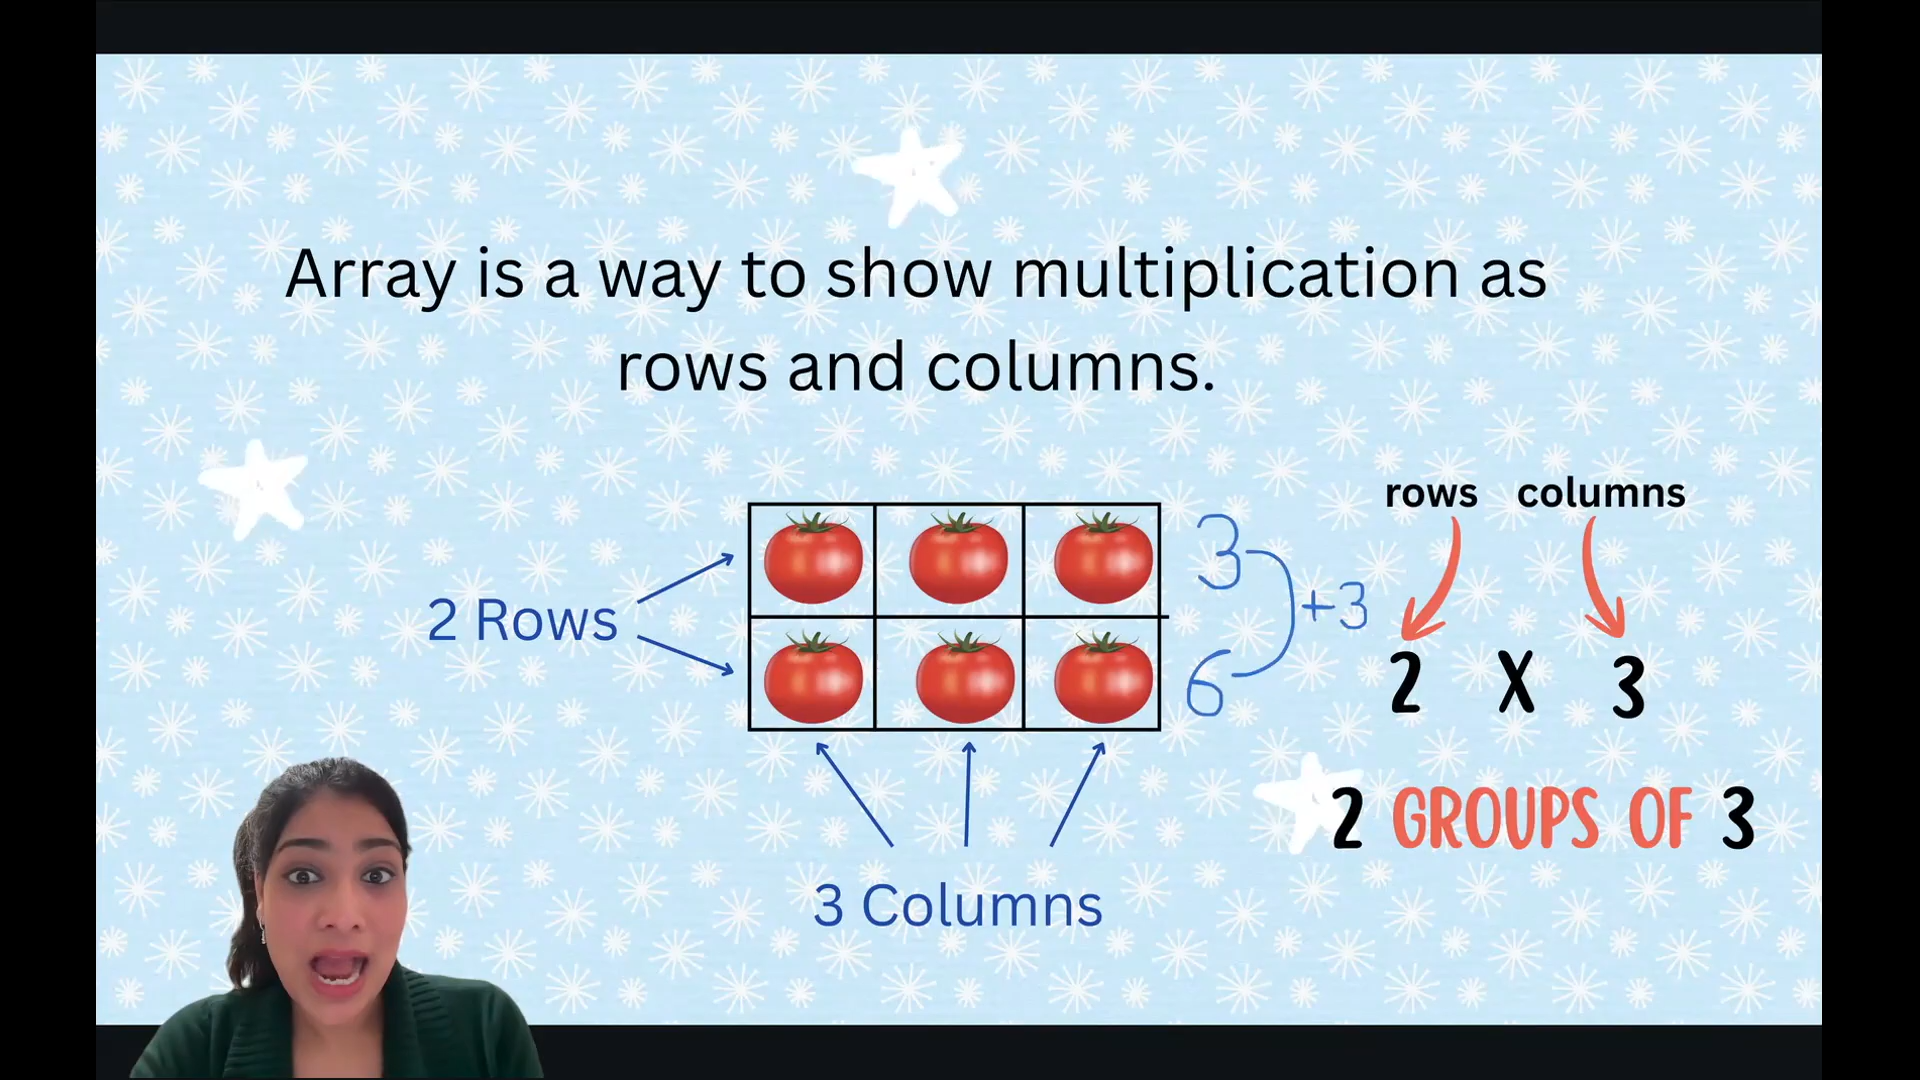 Array is a way to show multiplication as
rows and columns.
rows columns
3
+3
2 Rows
6
2 X 3
2 GROUPS OF 3
3 Columns